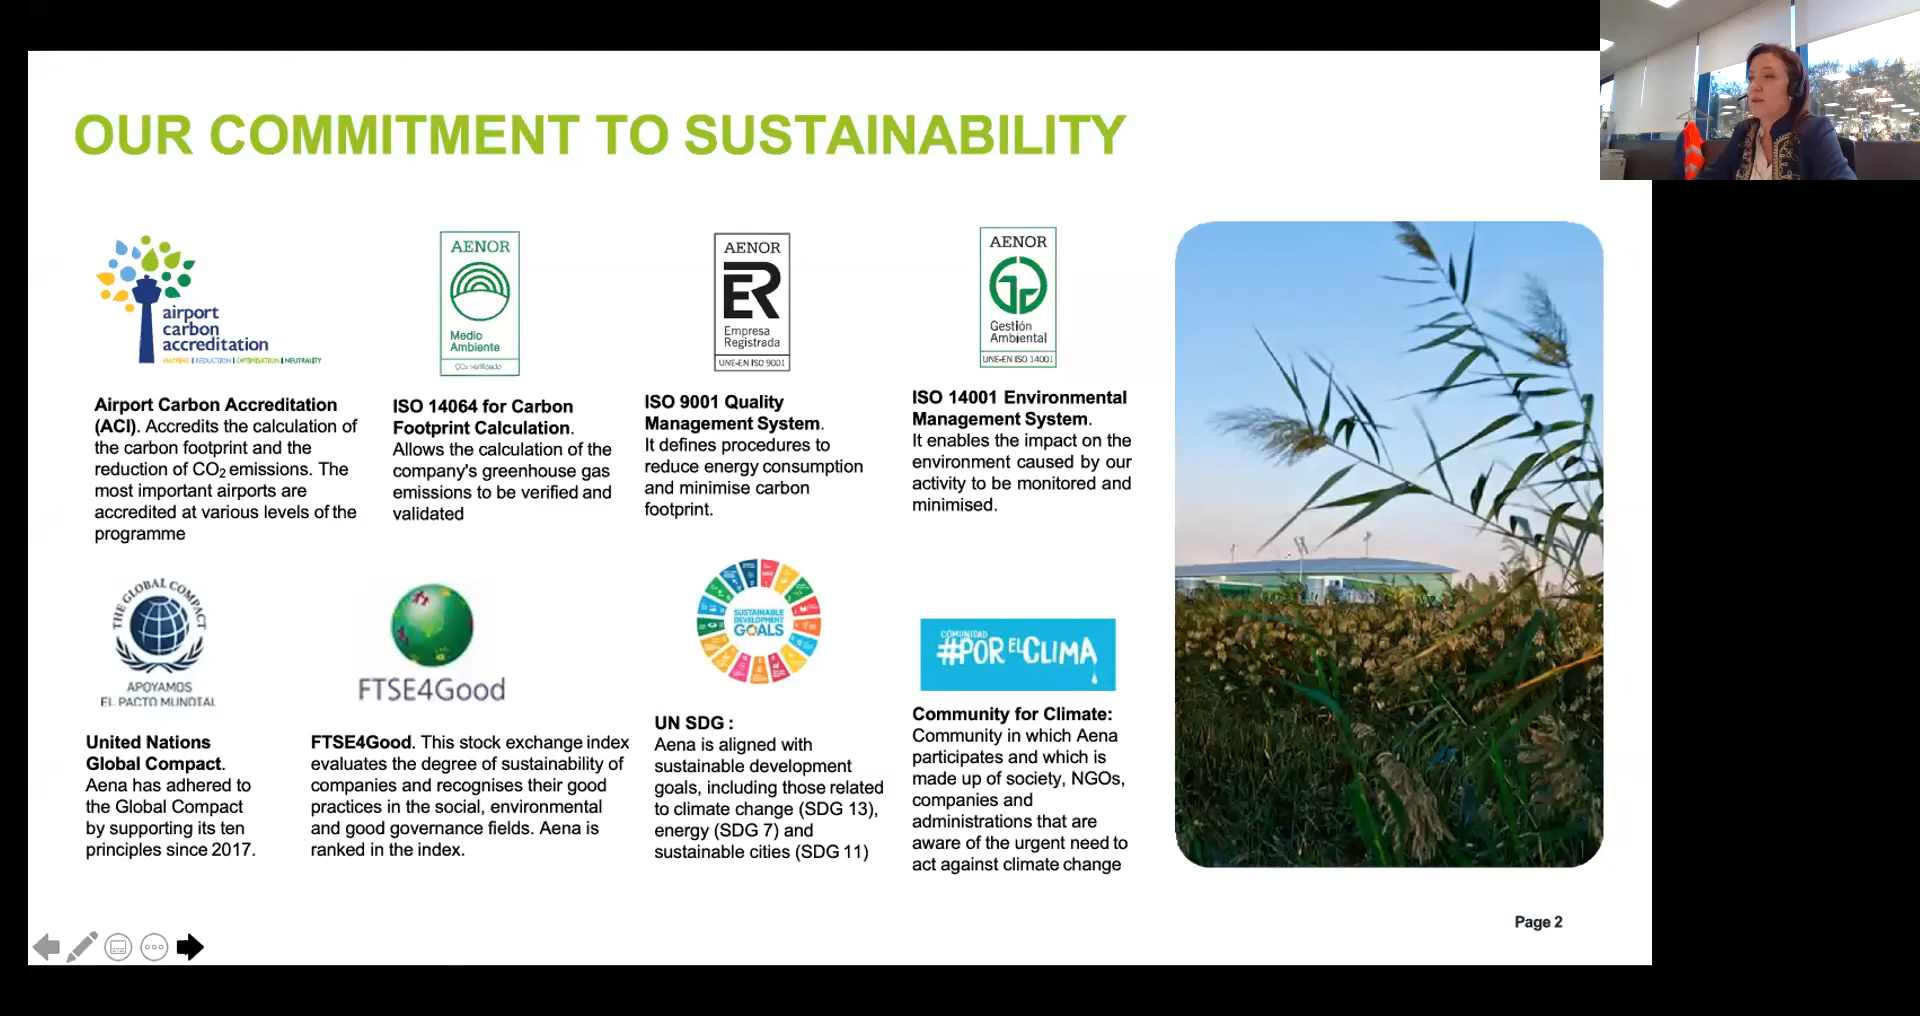 OUR COMMITMENT TO SUSTAINABILITY
airport
carbon
accreditation
MAPPING | REDUCTION | OPTIMISATION | NEUTRALITY
Airport Carbon Accreditation
(ACI). Accredits the calculation of
the carbon footprint and the
reduction of CO2 emissions. The
most important airports are
accredited at various levels of the
programme
AENOR
Medio
Ambiente
CO₂ verificado
ISO 14064 for Carbon
Footprint Calculation.
Allows the calculation of the
company's greenhouse gas
emissions to be verified and
validated
AENOR
ER
Empresa
Registrada
UNE-EN ISO 9001
ISO 9001 Quality
Management System.
It defines procedures to
reduce energy consumption
and minimise carbon
footprint.
AENOR
Gestión
Ambiental
UNE-EN ISO 14001
ISO 14001 Environmental
Management System.
It enables the impact on the
environment caused by our
activity to be monitored and
minimised.
THE GLOBAL COMPACT
APOYAMOS
EL PACTO MUNDIAL
United Nations
Global Compact.
Aena has adhered to
the Global Compact
by supporting its ten
principles since 2017.
FTSE4Good
FTSE4Good. This stock exchange index
evaluates the degree of sustainability of
companies and recognises their good
practices in the social, environmental
and good governance fields. Aena is
ranked in the index.
SUSTAINABLE
DEVELOPMENT
GOALS
UN SDG :
Aena is aligned with
sustainable development
goals, including those related
to climate change (SDG 13),
energy (SDG 7) and
sustainable cities (SDG 11)
COMUNIDAD
#POR EL CLIMA
Community for Climate:
Community in which Aena
participates and which is
made up of society, NGOs,
companies and
administrations that are
aware of the urgent need to
act against climate change
Page 2